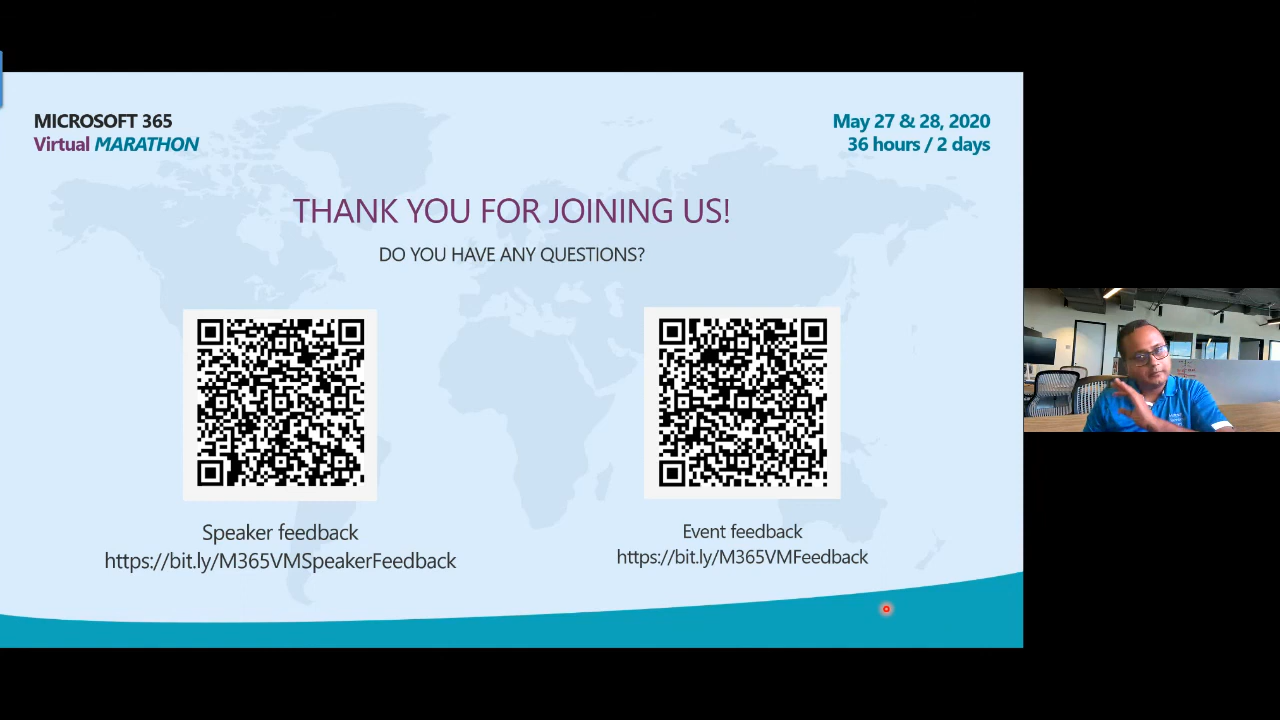 MICROSOFT 365
Virtual MARATHON
May 27 & 28, 2020
36 hours / 2 days
THANK YOU FOR JOINING US!
DO YOU HAVE ANY QUESTIONS?
Speaker feedback
https://bit.ly/M365VMSpeakerFeedback
Event feedback
https://bit.ly/M365VMFeedback